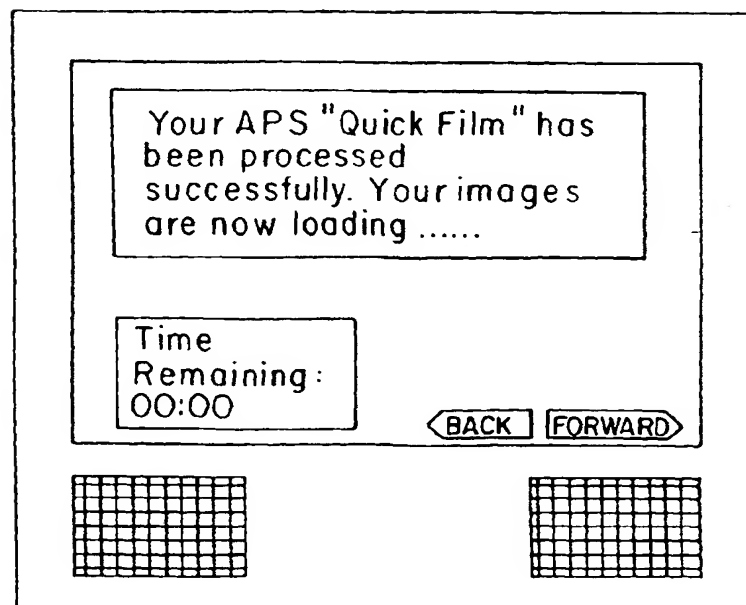 Your APS "Quick Film" has
been processed
successfully. Your images
are now loading ......
Time
Remaining:
00:00
BACK FORWARD